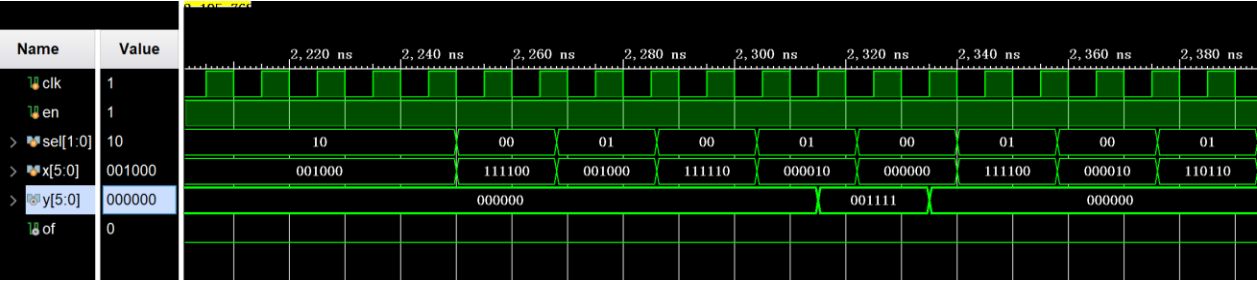 Name Value
2,220 ns 2,240 ns 2,260 ns 2,280 ns 2,300 ns 2,320 ns 2,340 ns 2,360 ns 2,380 ns
clk 1
en 1
sel[1:0] 10 10 00 01 00 01 00 01 00 01
x[5:0] 001000 001000 111100 001000 111110 000010 000000 111100 000010 110110
y[5:0] 000000 000000 001111 000000
of 0